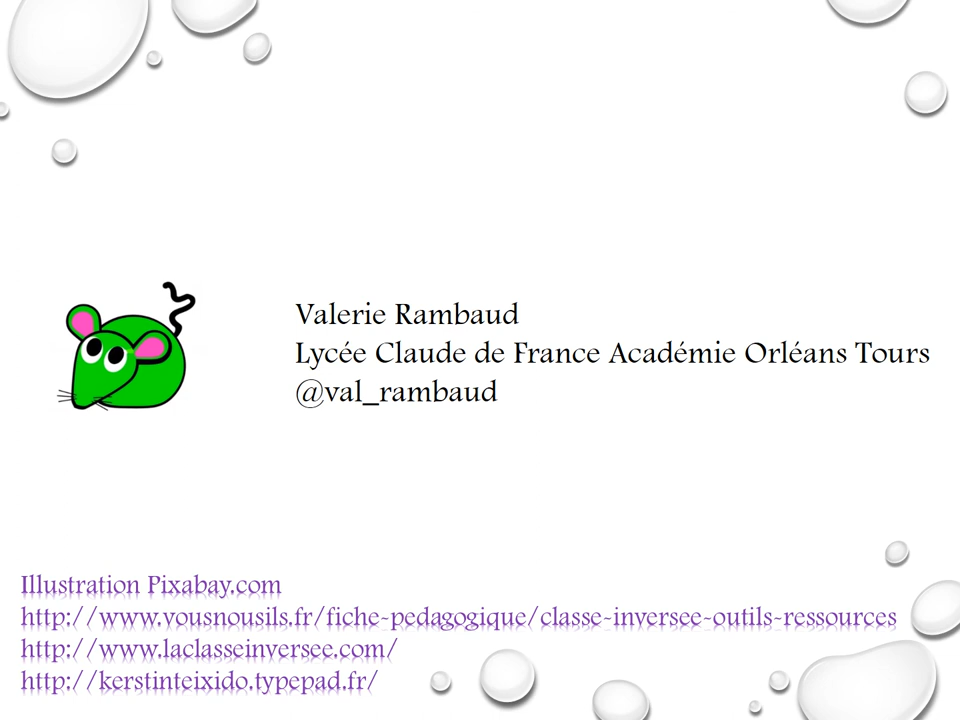 Valerie Rambaud
Lycée Claude de France Académie Orléans Tours
@val_rambaud
Illustration Pixabay.com
http://www.vousnousils.fr/fiche-pedagogique/classe-inversee-outils-ressources
http://www.laclasseinversee.com/
http://kerstinteixido.typepad.fr/